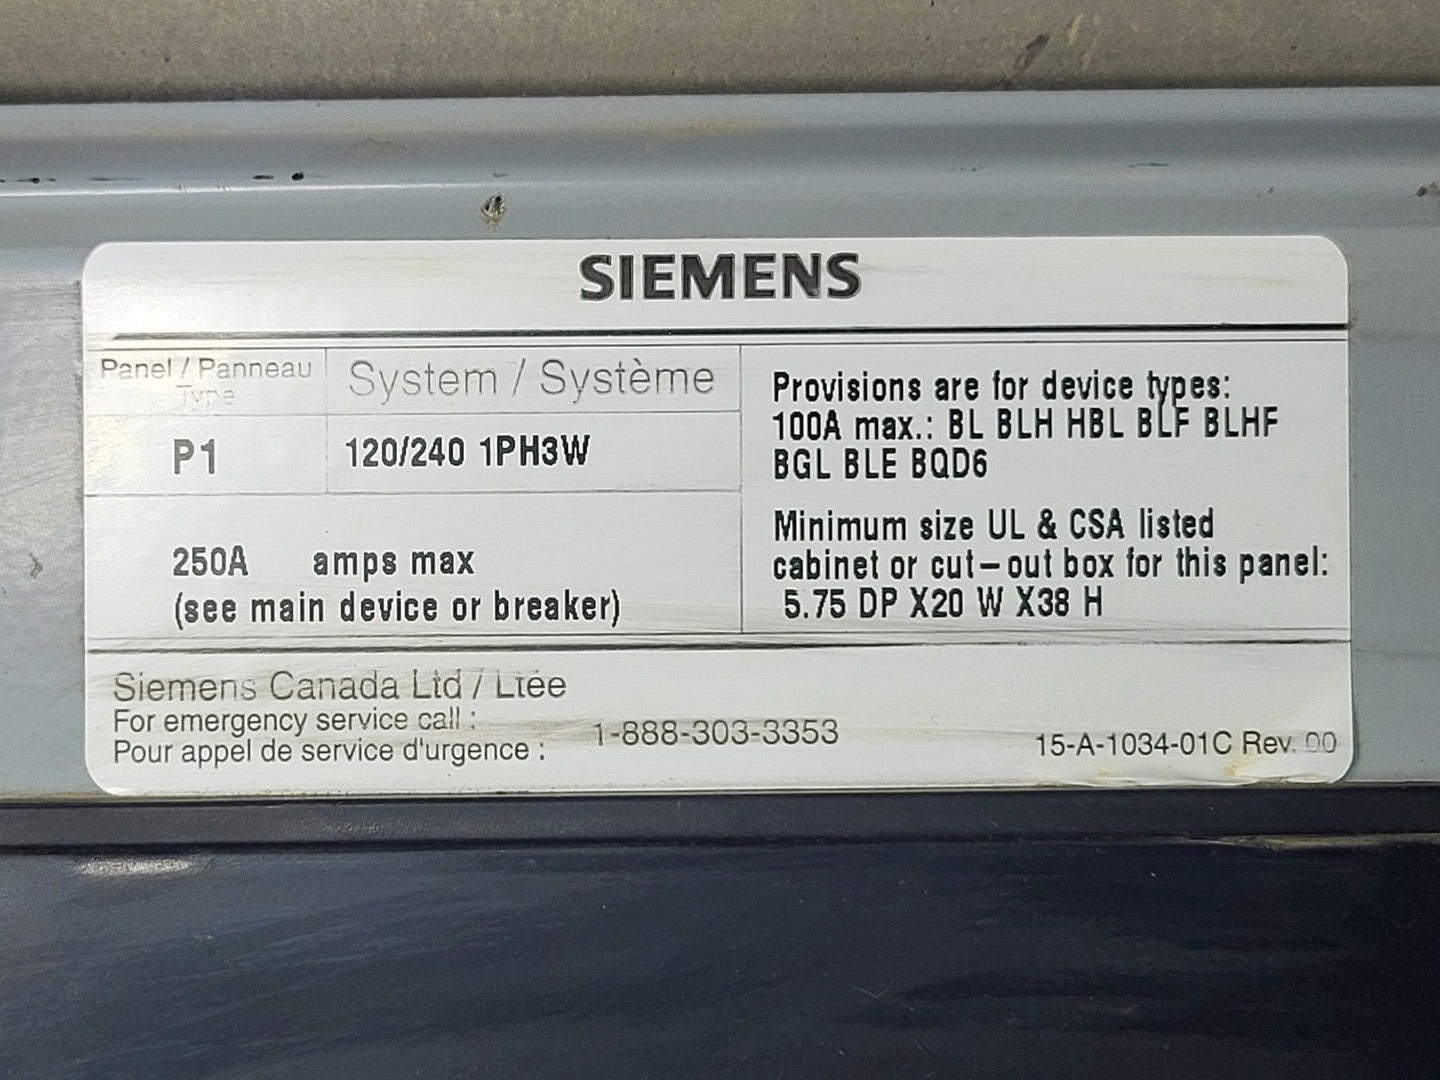 SIEMENS
Panel / Panneau
Type
P1
System / Système
120/240 1PH3W
250A amps max
(see main device or breaker)
Provisions are for device types:
100A max.: BL BLH HBL BLF BLHF
BGL BLE BQD6
Minimum size UL & CSA listed
cabinet or cut-out box for this panel:
5.75 DP X20 W X38 H
Siemens Canada Ltd / Ltée
For emergency service call :
Pour appel de service d'urgence :
1-888-303-3353
15-A-1034-01C Rev. 00